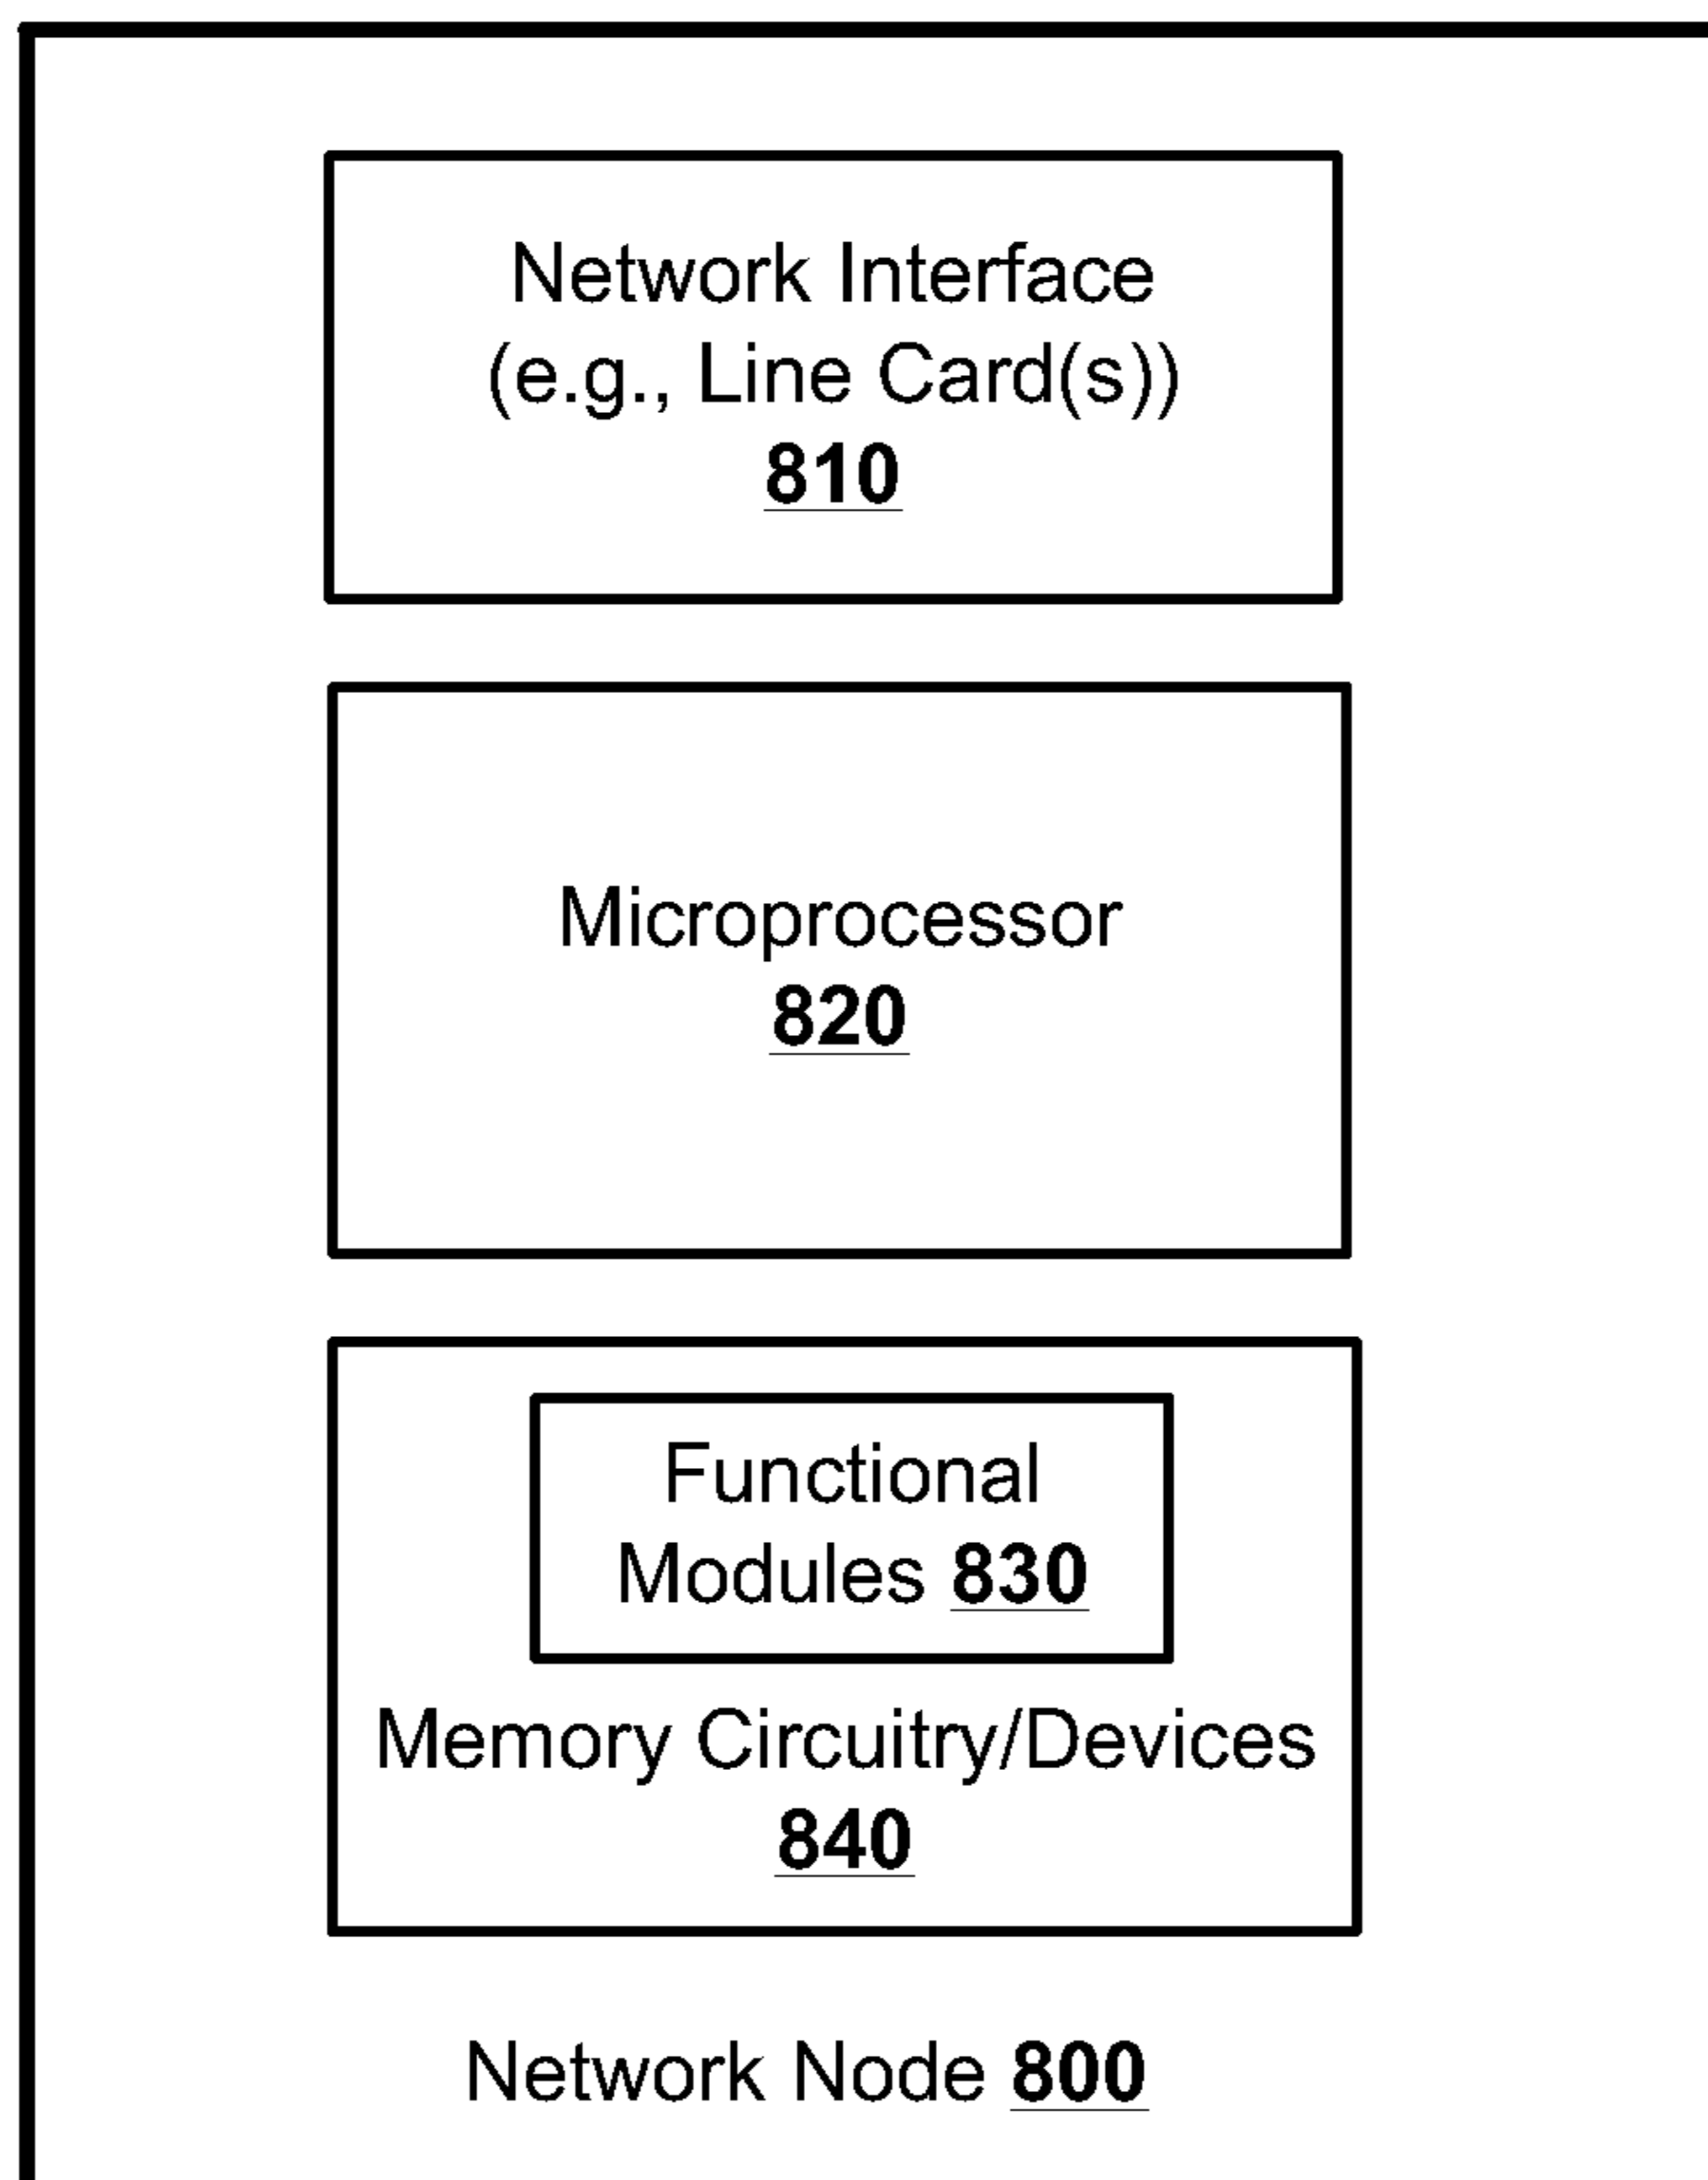 Network Interface
(e.g., Line Card(s))
810
Microprocessor
820
Functional
Modules 830
Memory Circuitry/Devices
840
Network Node 800